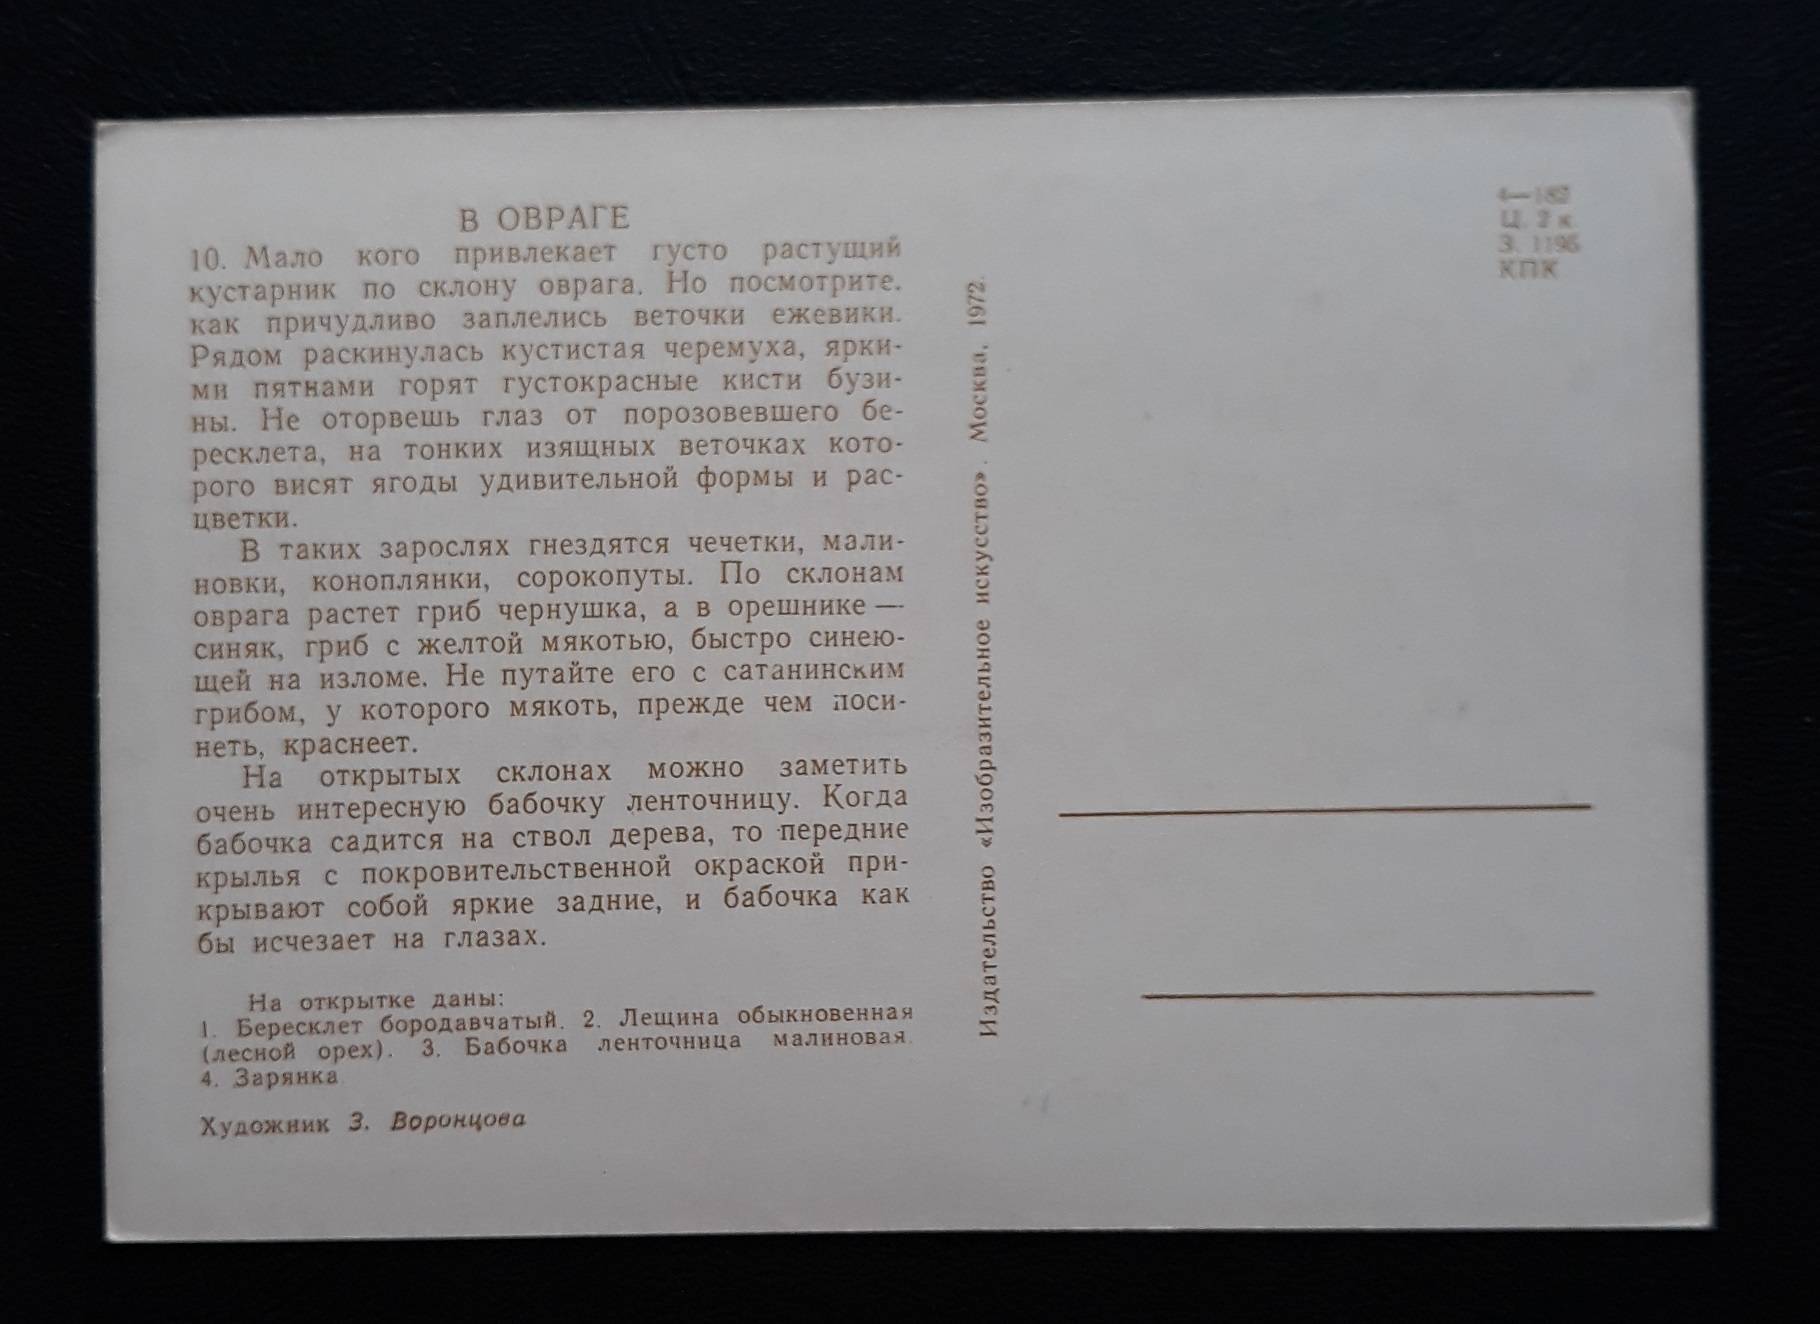 В ОВРАГЕ
10. Мало кого привлекает густо растущий
кустарник по склону оврага. Но посмотрите.
как причудливо заплелись веточки ежевики.
Рядом раскинулась кустистая черемуха, ярки-
ми пятнами горят густокрасные кисти бузи-
ны. Не оторвешь глаз от порозовевшего бе-
ресклета, на тонких изящных веточках кото-
рого висят ягоды удивительной формы и рас-
цветки.
В таких зарослях гнездятся чечетки, мали-
новки, коноплянки, сорокопуты. По склонам
оврага растет гриб чернушка, а в орешнике —
синяк, гриб с желтой мякотью, быстро синею-
щей на изломе. Не путайте его с сатанинским
грибом, у которого мякоть, прежде чем поси-
неть, краснеет.
На открытых склонах можно заметить
очень интересную бабочку ленточницу. Когда
бабочка садится на ствол дерева, то передние
крылья с покровительственной окраской при-
крывают собой яркие задние, и бабочка как
бы исчезает на глазах.
На открытке даны:
1. Бересклет бородавчатый. 2. Лещина обыкновенная
(лесной орех). 3. Бабочка ленточница малиновая.
4. Зарянка
Художник З. Воронцова
Издательство «Изобразительное искусство». Москва. 1972.
4—182
Ц. 2 к.
З. 1195
КПК